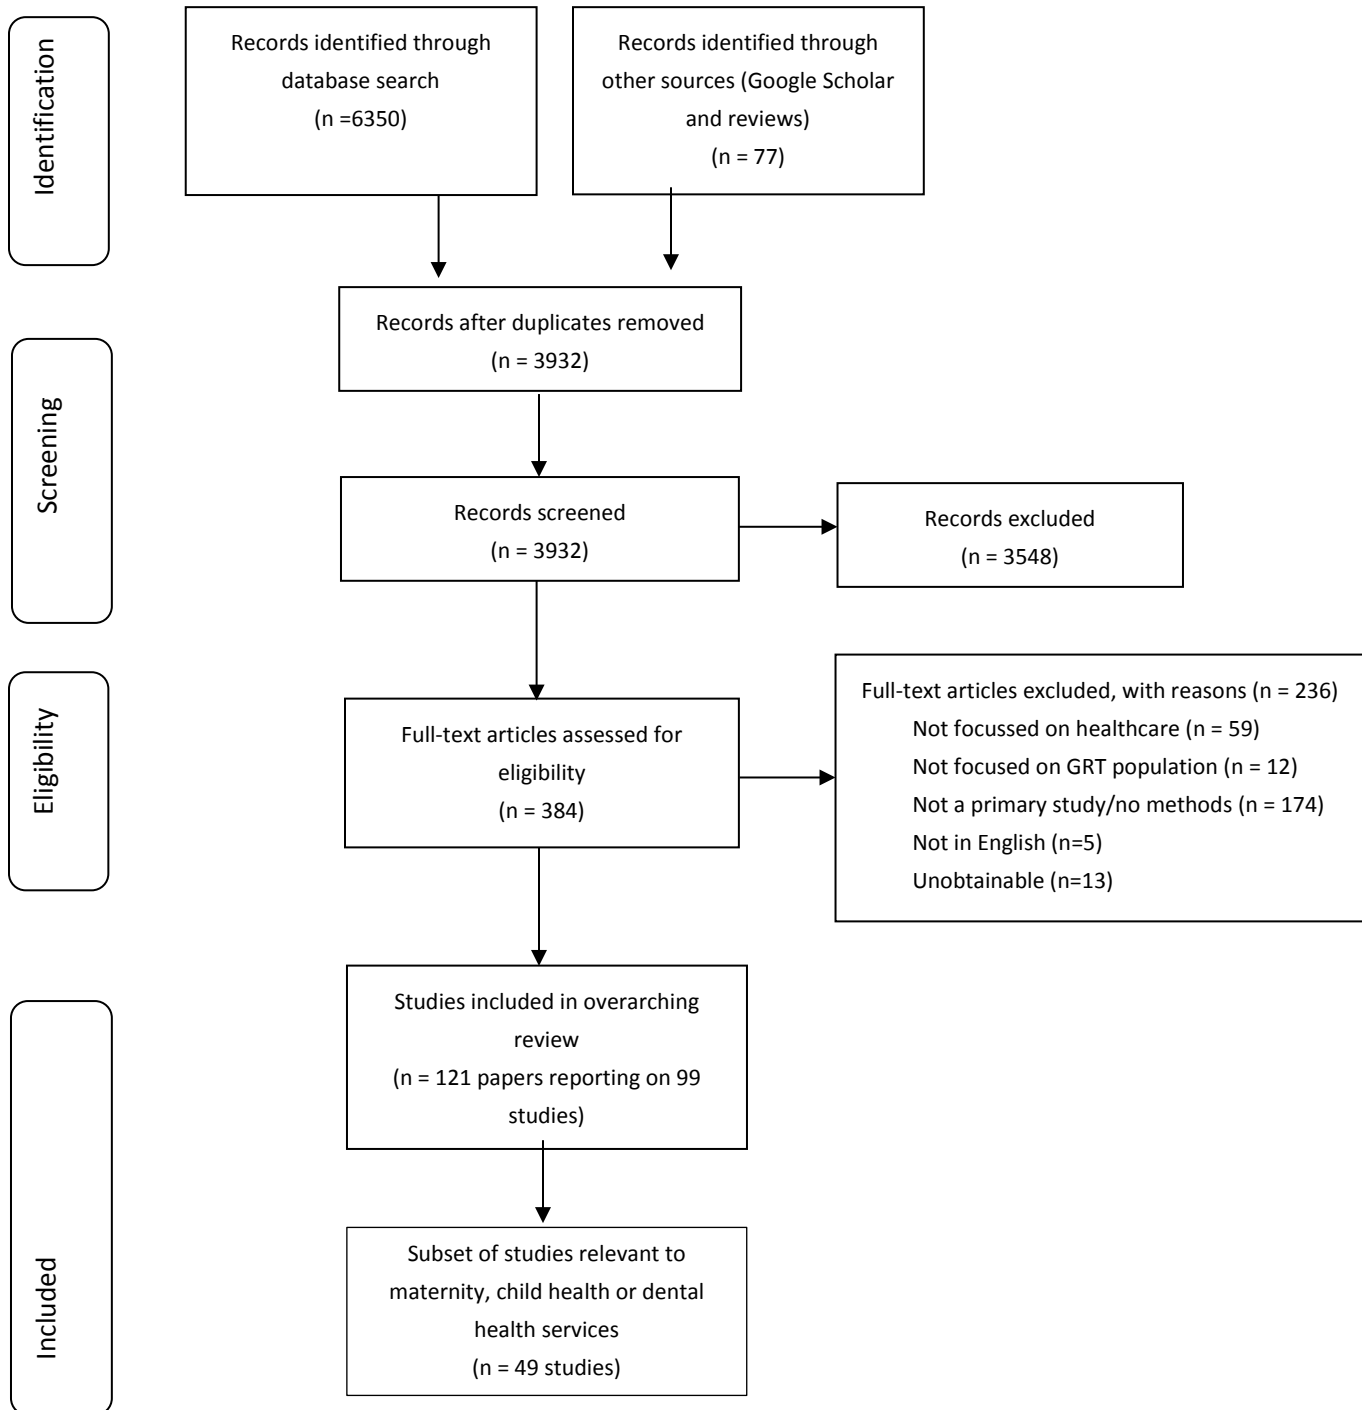 Identification
Records identified through
database search
(n =6350)
Records identified through
other sources (Google Scholar
and reviews)
(n = 77)
Screening
Records after duplicates removed
(n = 3932)
Records screened
(n = 3932)
Records excluded
(n = 3548)
Eligibility
Full-text articles assessed for
eligibility
(n = 384)
Full-text articles excluded, with reasons (n = 236)
Not focussed on healthcare (n = 59)
Not focused on GRT population (n = 12)
Not a primary study/no methods (n = 174)
Not in English (n=5)
Unobtainable (n=13)
Included
Studies included in overarching
review
(n = 121 papers reporting on 99
studies)
Subset of studies relevant to
maternity, child health or dental
health services
(n = 49 studies)